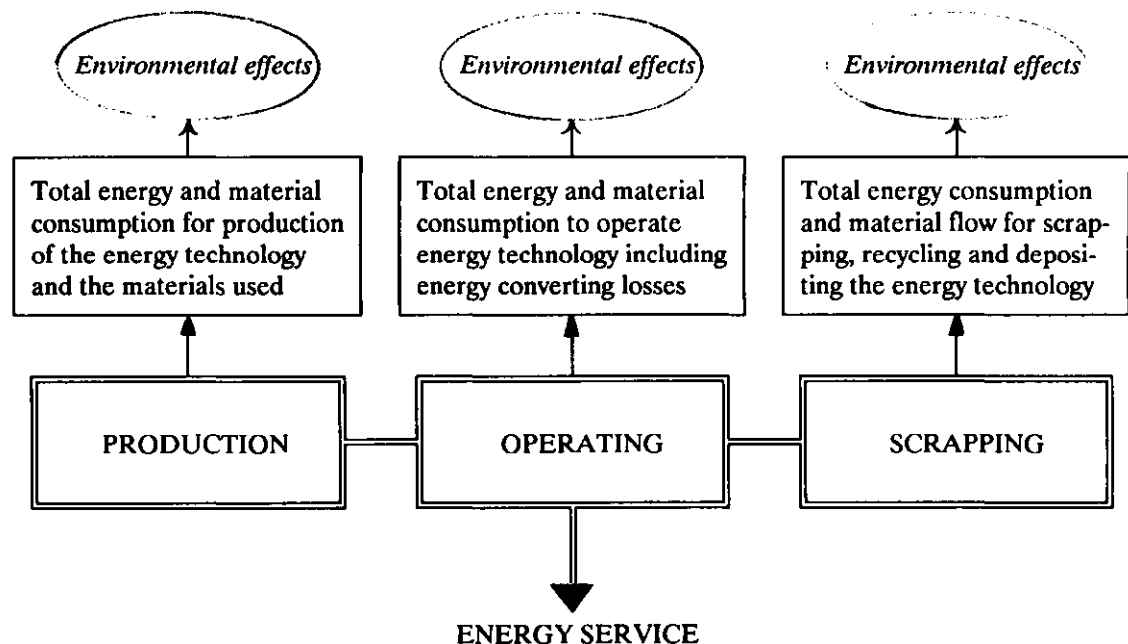 Environmental effects
Environmental effects
Environmental effects
Total energy and material
consumption for production
of the energy technology
and the materials used
Total energy and material
consumption to operate
energy technology including
energy converting losses
Total energy consumption
and material flow for scrap-
ping, recycling and deposi-
ting the energy technology
PRODUCTION
OPERATING
SCRAPPING
ENERGY SERVICE